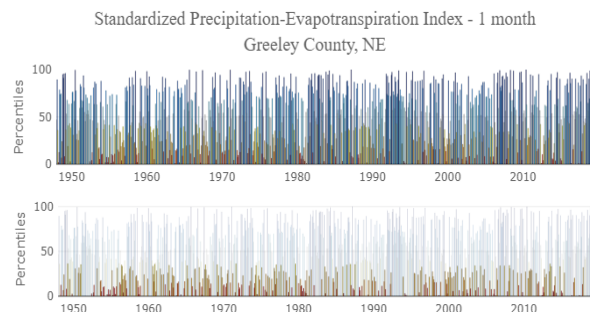 Standardized Precipitation-Evapotranspiration Index - 1 month
Greeley County, NE
Percentiles
100
50
0
1950 1960 1970 1980 1990 2000 2010
Percentiles
100
50
0
1950 1960 1970 1980 1990 2000 2010